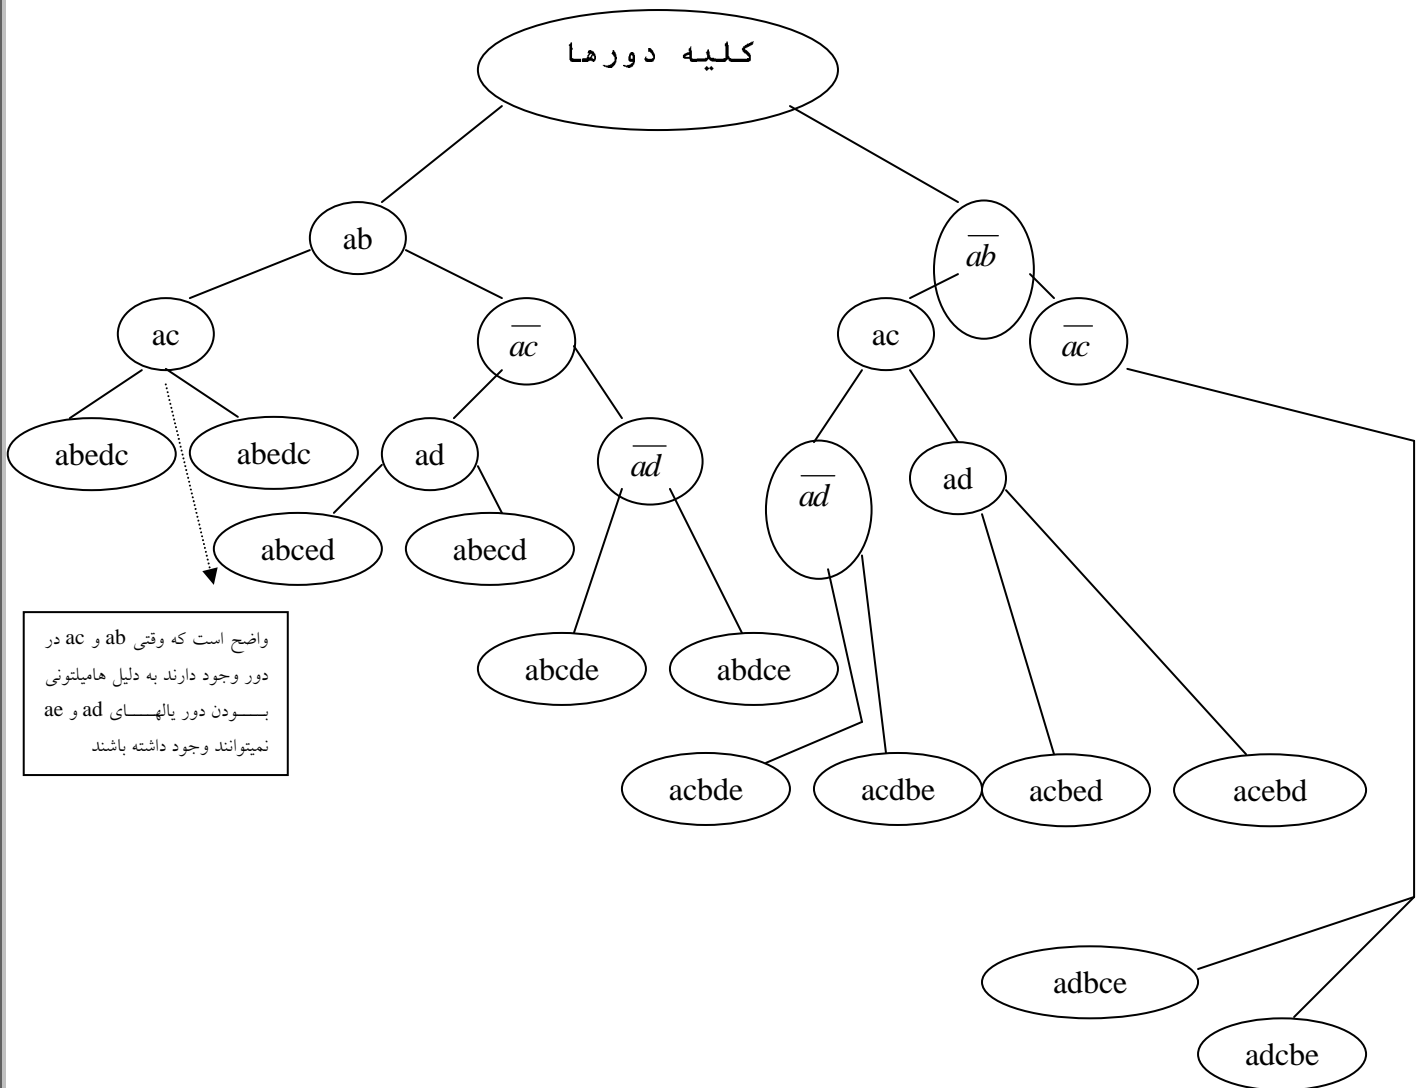 کلیه دورها
ab
ab
ac
ac
ac
ac
abedc
abedc
ad
ad
ad
ad
abced
abecd
واضح است که وقتی ab و ac در
دور وجود دارند به دلیل هامیلتونی
بودن دور یالهای ad و ae
نمیتوانند وجود داشته باشند
abcde
abdce
acbde
acdbe
acbed
acebd
adbce
adcbe